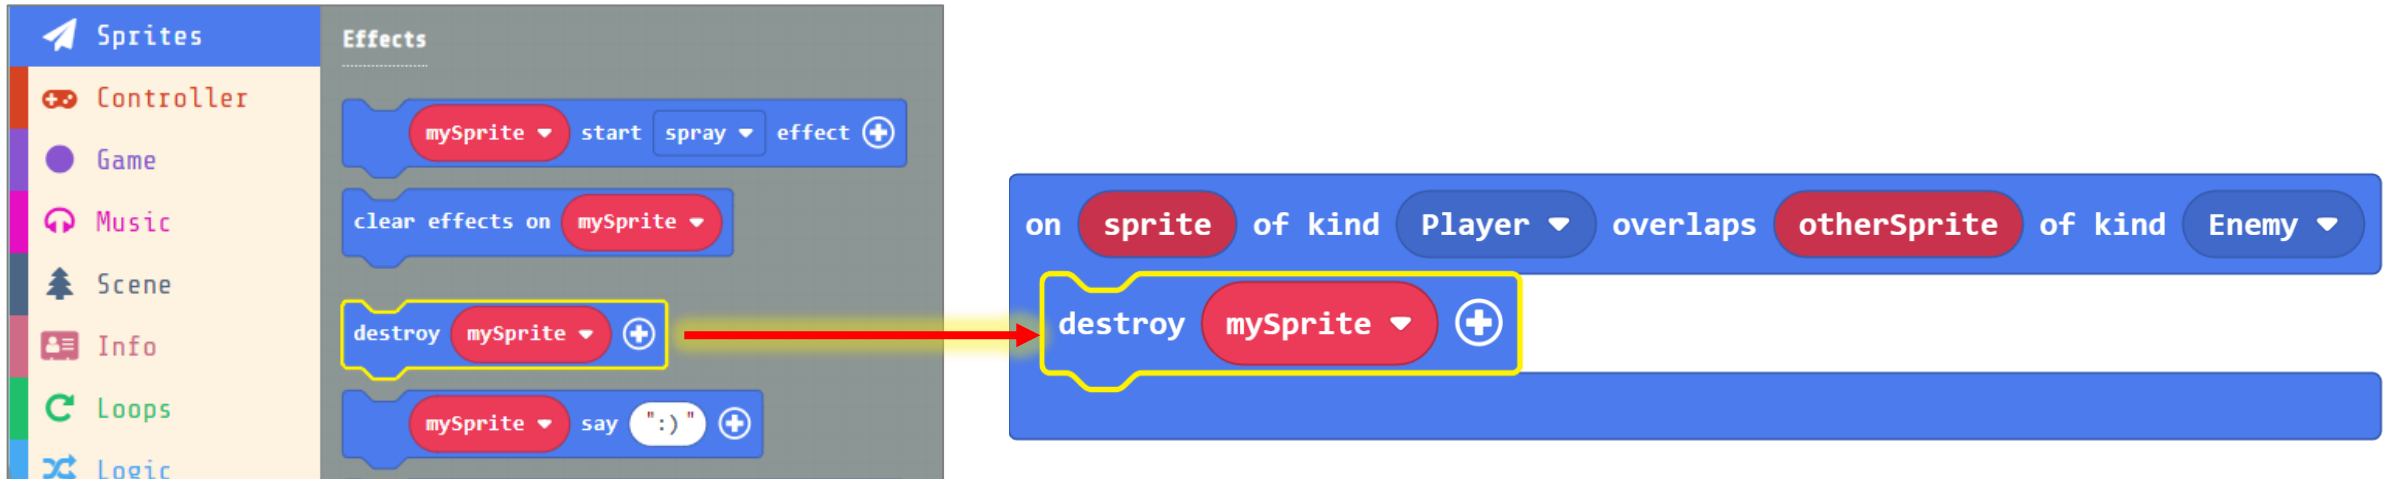 Sprites
Controller
Game
Music
Scene
Info
Loops
Logic
Effects
mySprite start spray effect
clear effects on mySprite
destroy mySprite
mySprite say ":)"
on sprite of kind Player overlaps otherSprite of kind Enemy
destroy mySprite